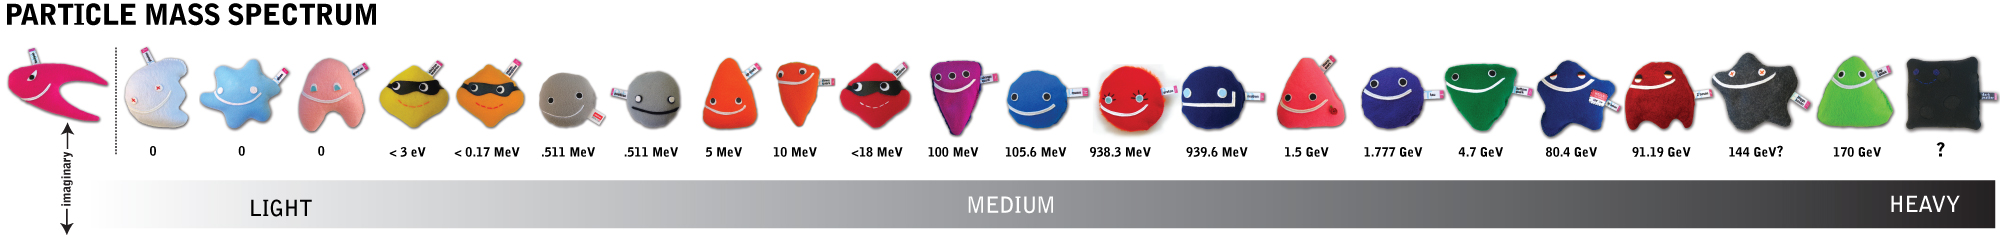 PARTICLE MASS SPECTRUM
imaginary
0
0
0
< 3 eV
< 0.17 MeV
.511 MeV
.511 MeV
5 MeV
10 MeV
<18 MeV
100 MeV
105.6 MeV
938.3 MeV
939.6 MeV
1.5 GeV
1.777 GeV
4.7 GeV
80.4 GeV
91.19 GeV
144 GeV?
170 GeV
?
LIGHT
MEDIUM
HEAVY